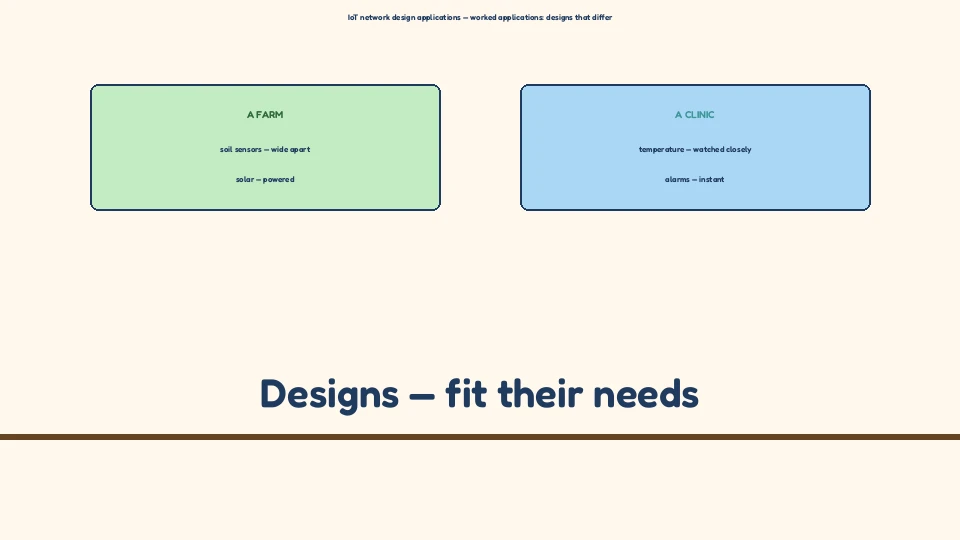 IoT network design applications — worked applications: designs that differ
A FARM
soil sensors — wide apart
solar — powered
A CLINIC
temperature — watched closely
alarms — instant
Designs — fit their needs